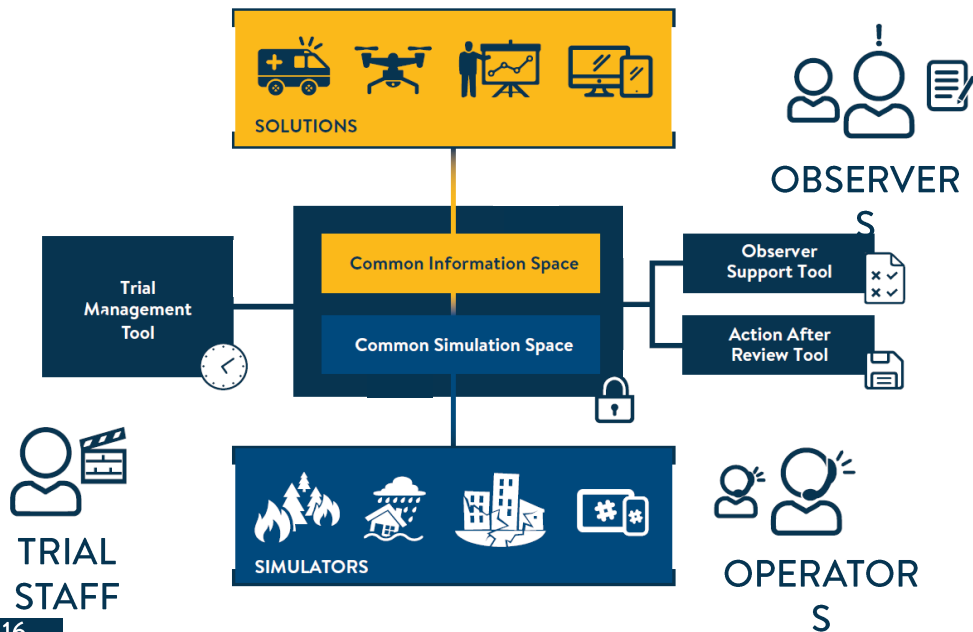 SOLUTIONS
OBSERVER
S
Common Information Space
Observer
Support Tool
Trial
Management
Tool
Common Simulation Space
Action After
Review Tool
TRIAL
STAFF
SIMULATORS
OPERATOR
S
16